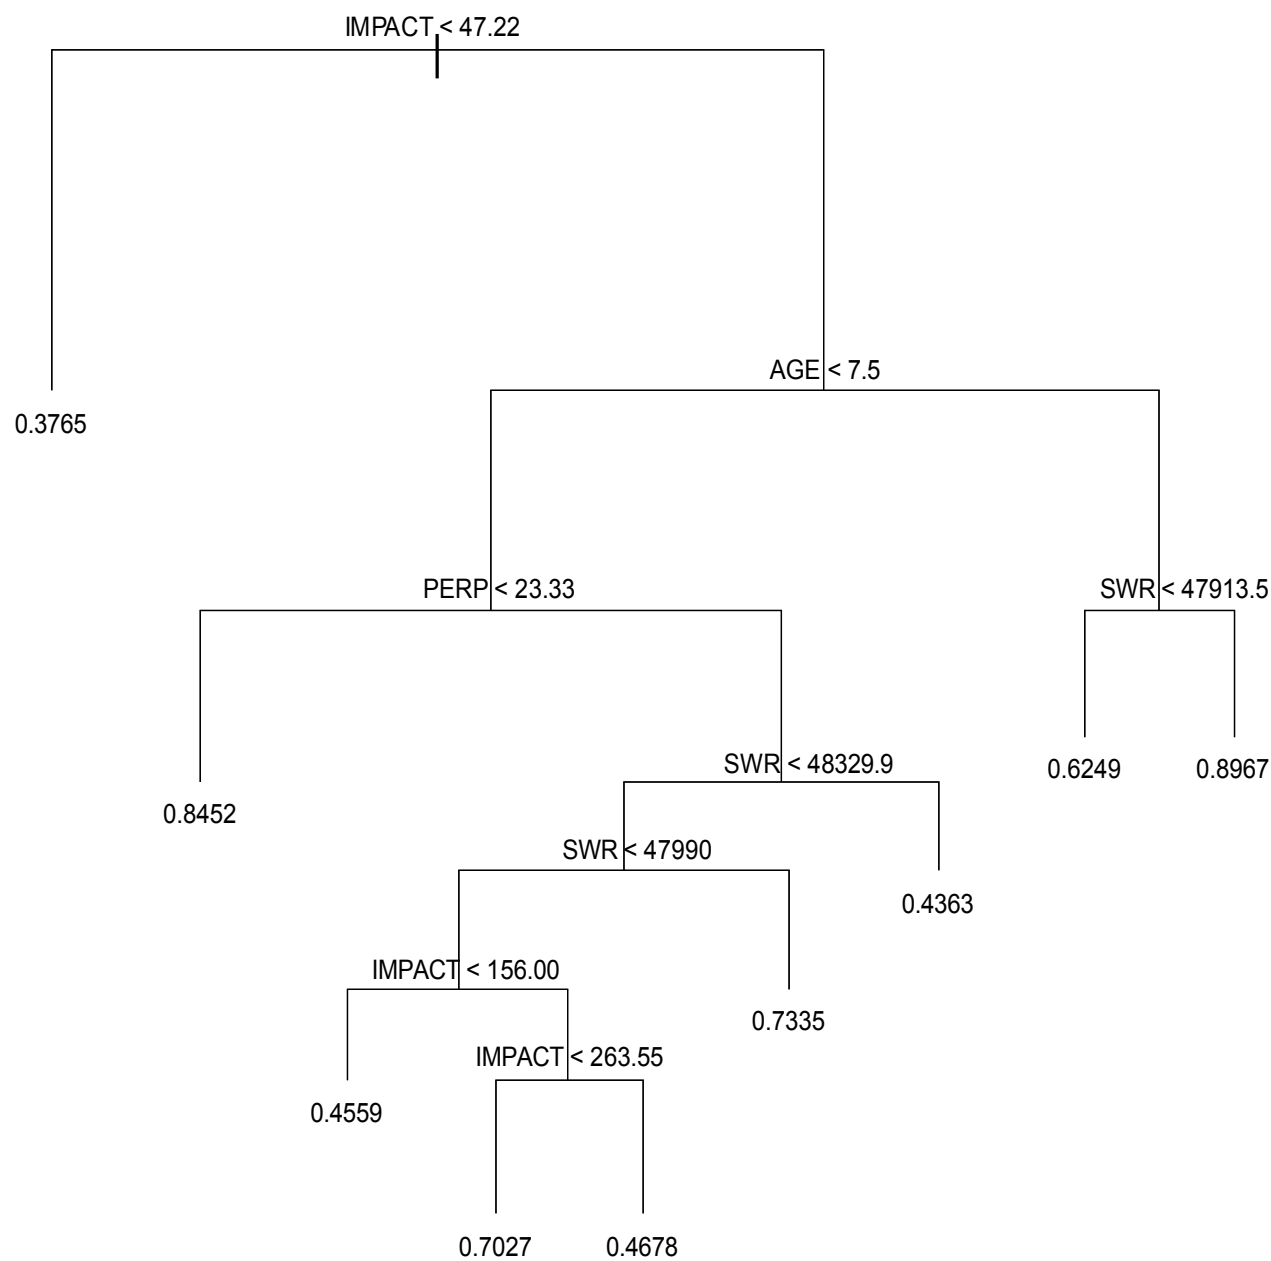 IMPACT < 47.22
AGE < 7.5
0.3765
PERP < 23.33
SWR < 47913.5
SWR < 48329.9
0.6249
0.8967
0.8452
SWR < 47990
0.4363
IMPACT < 156.00
0.7335
IMPACT < 263.55
0.4559
0.7027
0.4678